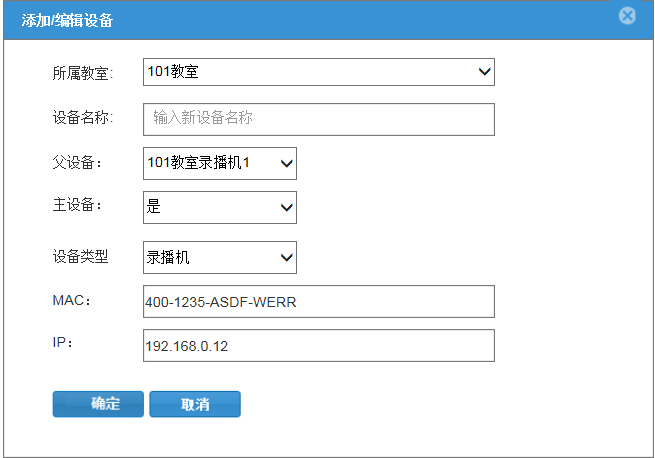 添加/编辑设备
所属教室: 101教室
设备名称: 输入新设备名称
父设备： 101教室录播机1
主设备： 是
设备类型 录播机
MAC： 400-1235-ASDF-WERR
IP： 192.168.0.12
确定 取消